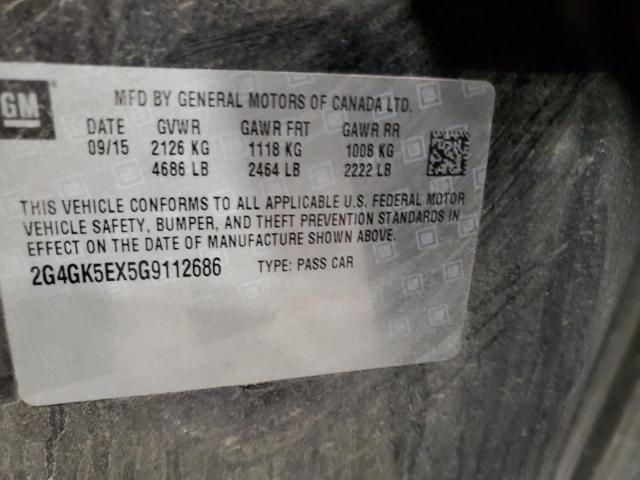 GM
MFD BY GENERAL MOTORS OF CANADA LTD.
DATE GVWR GAWR FRT GAWR RR
09/15 2126 KG 1118 KG 1008 KG
4686 LB 2464 LB 2222 LB
THIS VEHICLE CONFORMS TO ALL APPLICABLE U.S. FEDERAL MOTOR
VEHICLE SAFETY, BUMPER, AND THEFT PREVENTION STANDARDS IN
EFFECT ON THE DATE OF MANUFACTURE SHOWN ABOVE.
2G4GK5EX5G9112686 TYPE: PASS CAR